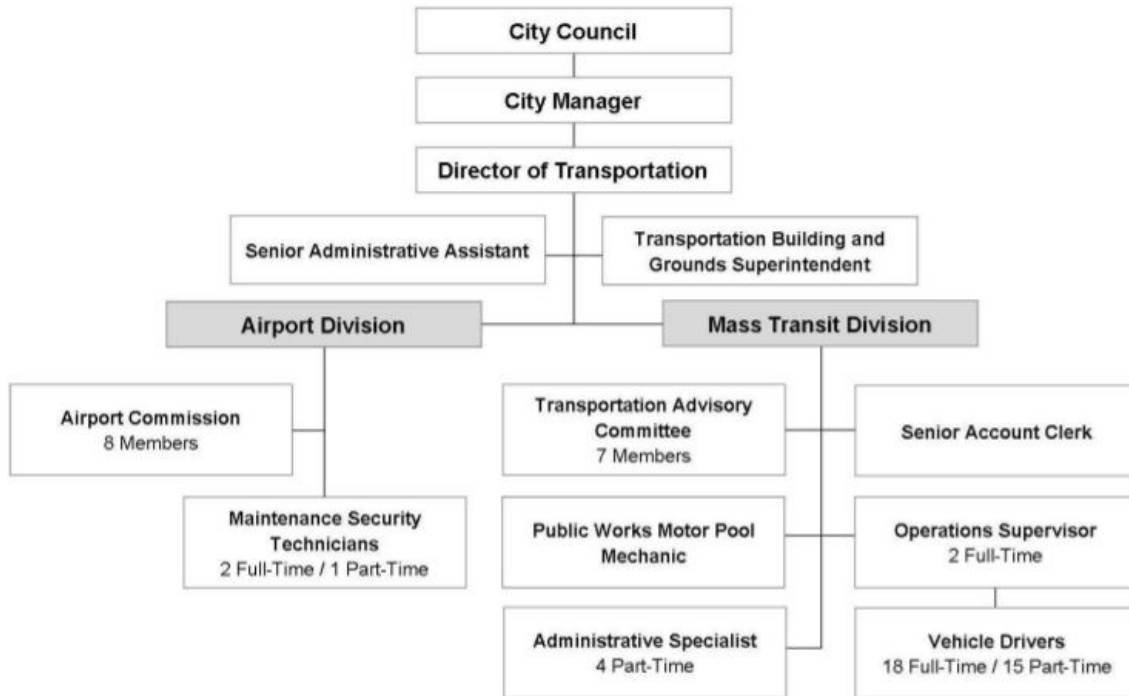 City Council
City Manager
Director of Transportation
Senior Administrative Assistant
Transportation Building and
Grounds Superintendent
Airport Division
Mass Transit Division
Airport Commission
8 Members
Transportation Advisory
Committee
7 Members
Senior Account Clerk
Maintenance Security
Technicians
2 Full-Time / 1 Part-Time
Public Works Motor Pool
Mechanic
Operations Supervisor
2 Full-Time
Administrative Specialist
4 Part-Time
Vehicle Drivers
18 Full-Time / 15 Part-Time